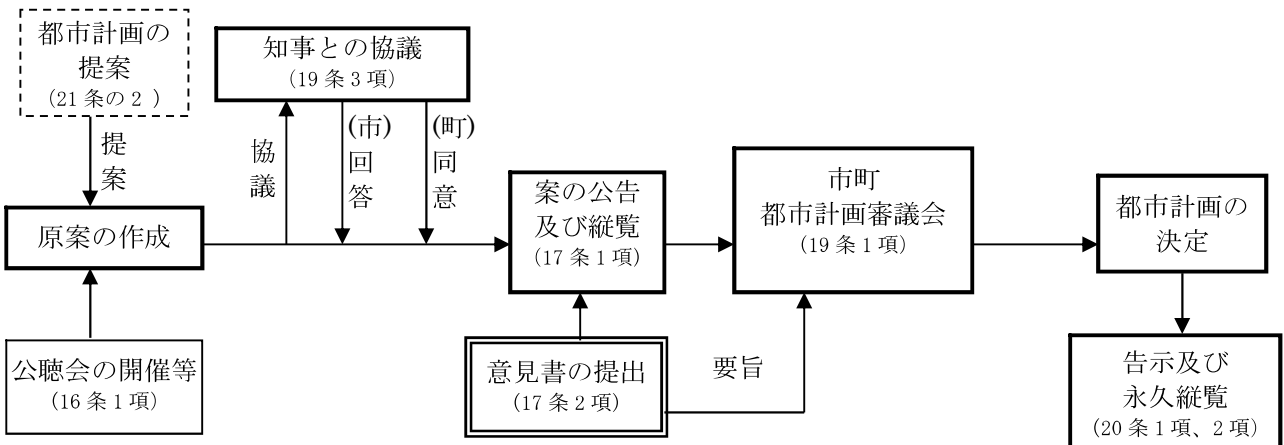 都市計画の
提案
(21条の2 )
提
案
原案の作成
公聴会の開催等
(16条1項)
知事との協議
(19条3項)
協
議
(市)
回
答
(町)
同
意
案の公告
及び縦覧
(17条1項)
意見書の提出
(17条2項)
要旨
市町
都市計画審議会
(19条1項)
都市計画の
決定
告示及び
永久縦覧
(20条1項、2項)